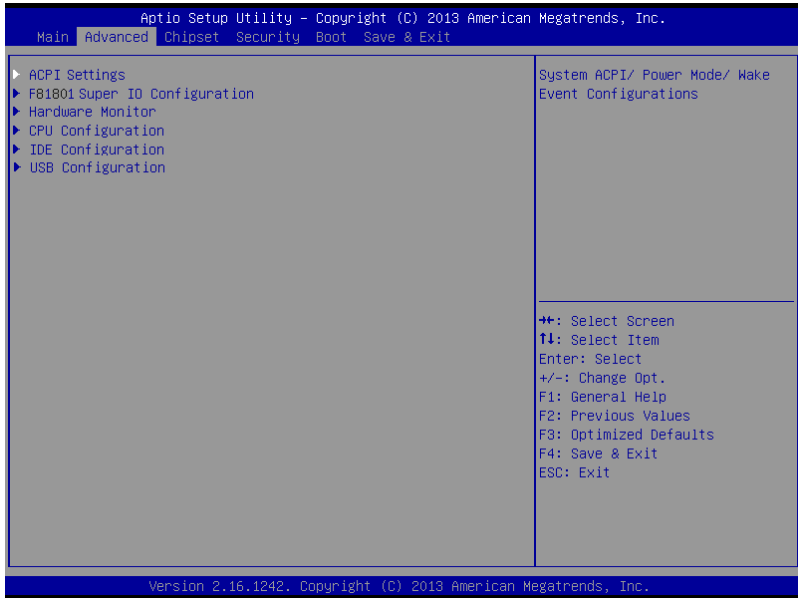 Aptio Setup Utility – Copyright (C) 2013 American Megatrends, Inc.
Main Advanced Chipset Security Boot Save & Exit
ACPI Settings
F81801 Super IO Configuration
Hardware Monitor
CPU Configuration
IDE Configuration
USB Configuration
System ACPI/ Power Mode/ Wake
Event Configurations
→←: Select Screen
↑↓: Select Item
Enter: Select
+/-: Change Opt.
F1: General Help
F2: Previous Values
F3: Optimized Defaults
F4: Save & Exit
ESC: Exit
Version 2.16.1242. Copyright (C) 2013 American Megatrends, Inc.